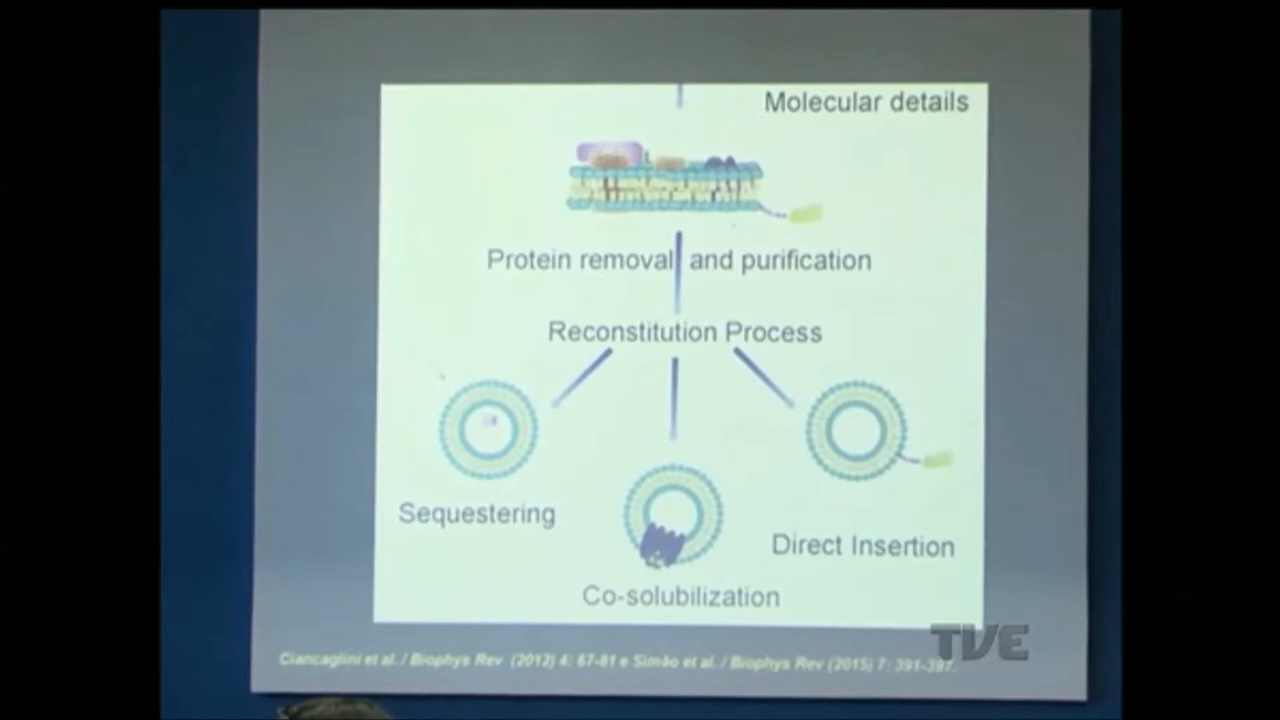 Molecular details
Protein removal and purification
Reconstitution Process
Sequestering
Direct Insertion
Co-solubilization
TVE
Ciancaglini et al. / Biophys Rev (2012) 4: 67-81 e Simão et al. / Biophys Rev (2015) 7: 391-397.